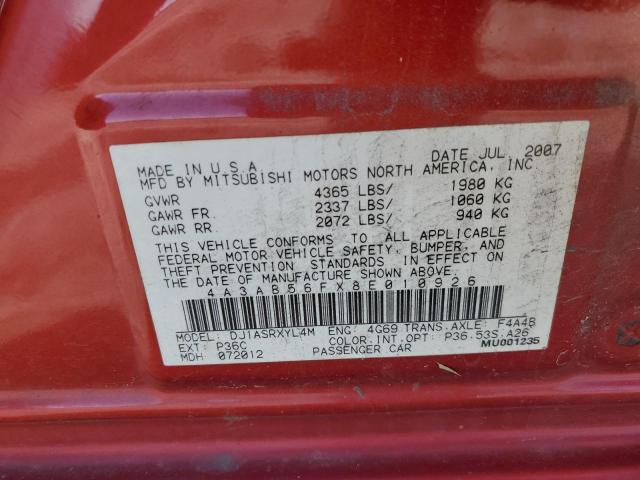 MADE IN U.S.A. DATE JUL 2007
MFD BY MITSUBISHI MOTORS NORTH AMERICA, INC.
GVWR 4365 LBS/ 1980 KG
GAWR FR. 2337 LBS/ 1060 KG
GAWR RR. 2072 LBS/ 940 KG
THIS VEHICLE CONFORMS TO ALL APPLICABLE
FEDERAL MOTOR VEHICLE SAFETY, BUMPER, AND
THEFT PREVENTION STANDARDS IN EFFECT ON
THE DATE OF MANUFACTURE SHOWN ABOVE.
4A3AB56FX8E010926
MODEL: DJ1ASRXYL4M ENG: 4G69 TRANS.AXLE: F4A4B
EXT: P36C COLOR.INT.OPT: P36.53S.A26
MDH: 072012 PASSENGER CAR MU001235